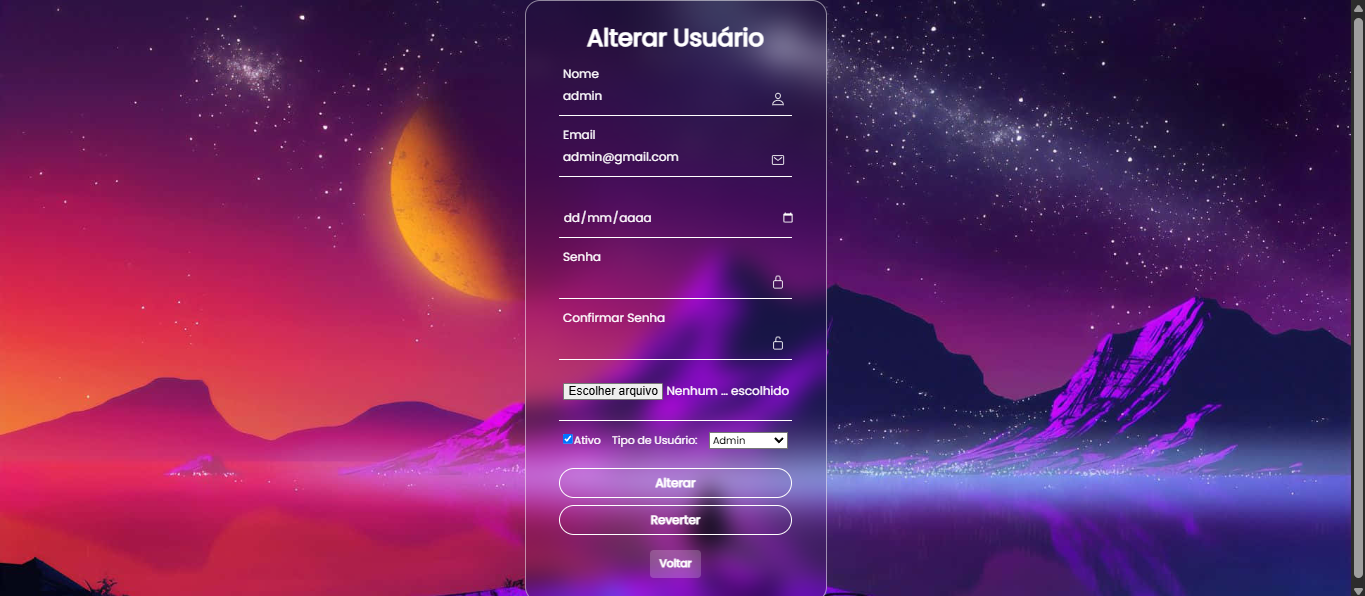 Alterar Usuário
Nome
admin
Email
admin@gmail.com
dd/mm/aaaa
Senha
Confirmar Senha
Escolher arquivo Nenhum ... escolhido
Ativo Tipo de Usuário: Admin
Alterar
Reverter
Voltar